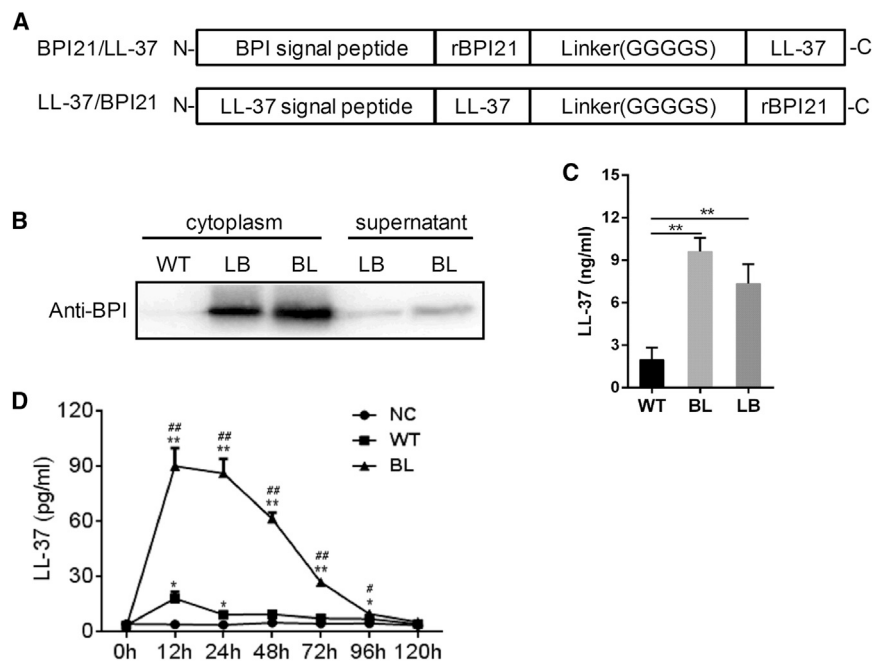 A
BPI21/LL-37 N- BPI signal peptide rBPI21 Linker(GGGGS) LL-37 -C
LL-37/BPI21 N- LL-37 signal peptide LL-37 Linker(GGGGS) rBPI21 -C
B
cytoplasm supernatant
WT LB BL LB BL
Anti-BPI
C
15
12
9
6
3
0
LL-37 (ng/ml)
**
**
WT BL LB
D
120
90
60
30
0
LL-37 (pg/ml)
NC
WT
BL
##
**
##
**
##
**
##
**
#
*
*
*
0h 12h 24h 48h 72h 96h 120h